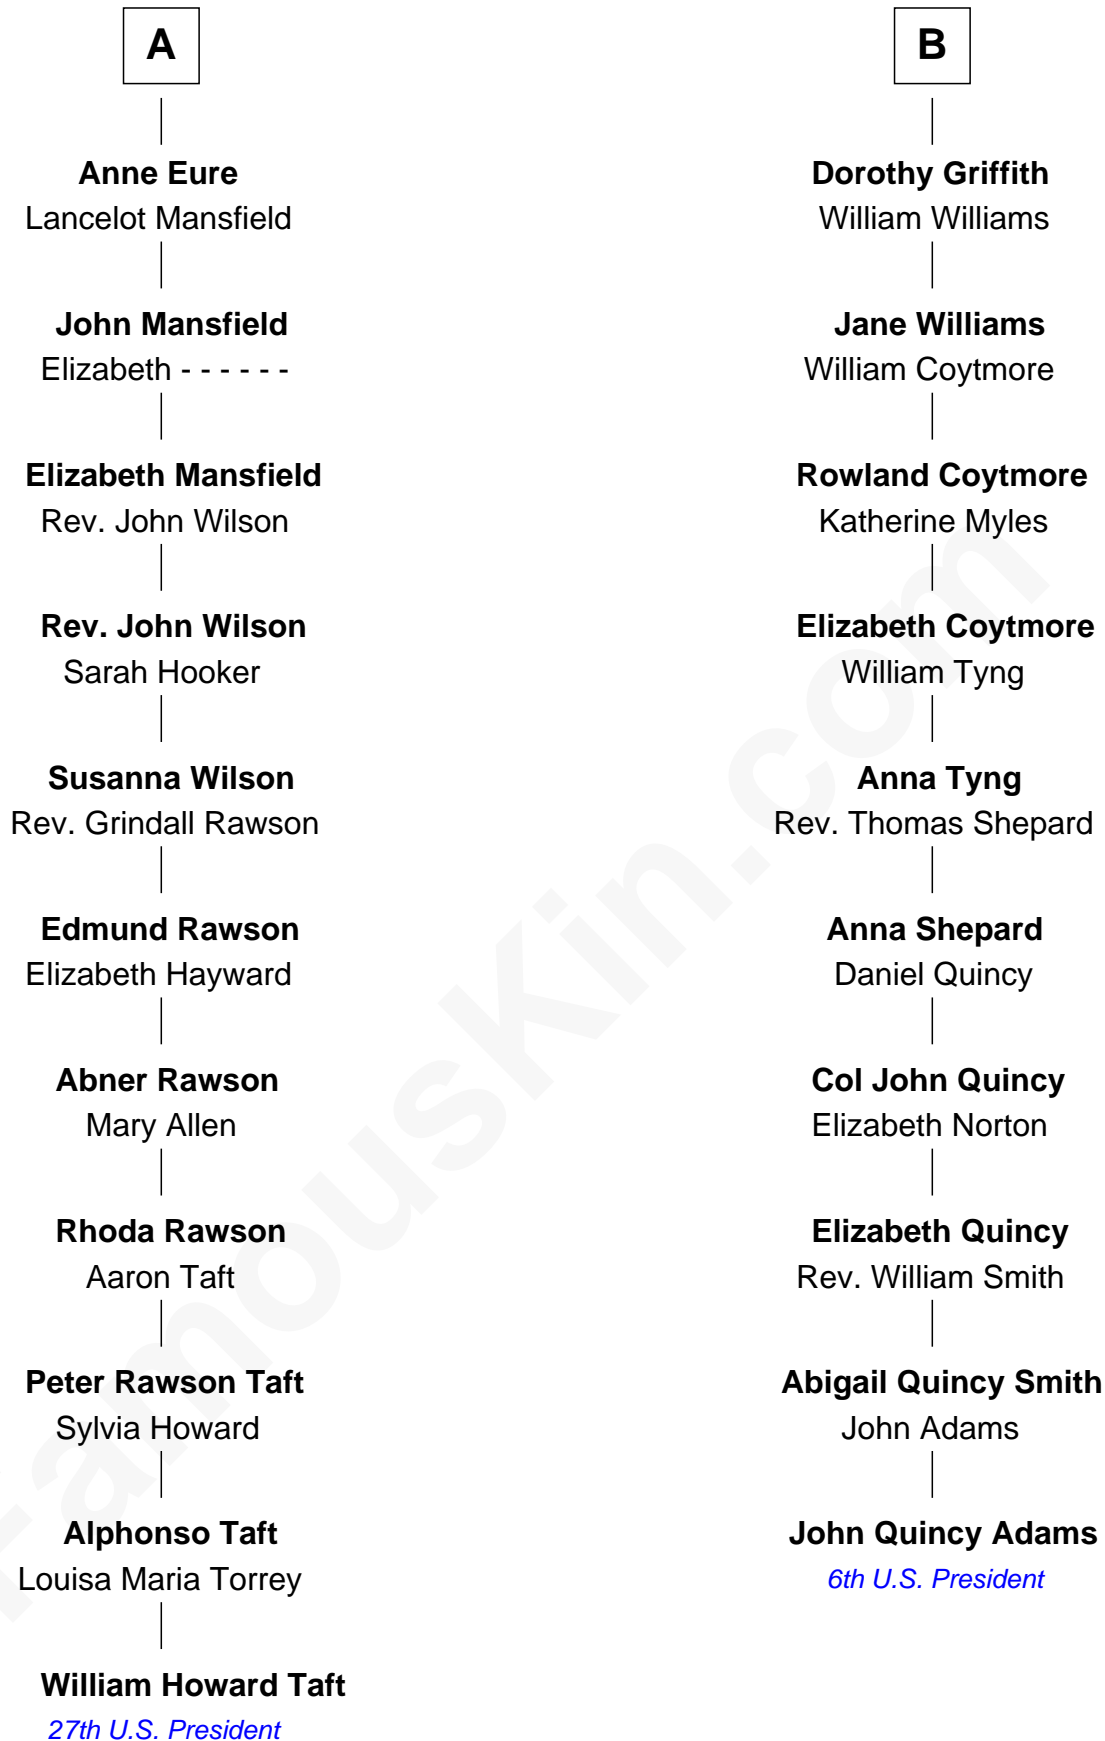 A
Anne Eure
Lancelot Mansfield
John Mansfield
Elizabeth - - - - - -
Elizabeth Mansfield
Rev. John Wilson
Rev. John Wilson
Sarah Hooker
Susanna Wilson
Rev. Grindall Rawson
Edmund Rawson
Elizabeth Hayward
Abner Rawson
Mary Allen
Rhoda Rawson
Aaron Taft
Peter Rawson Taft
Sylvia Howard
Alphonso Taft
Louisa Maria Torrey
William Howard Taft
27th U.S. President
B
Dorothy Griffith
William Williams
Jane Williams
William Coytmore
Rowland Coytmore
Katherine Myles
Elizabeth Coytmore
William Tyng
Anna Tyng
Rev. Thomas Shepard
Anna Shepard
Daniel Quincy
Col John Quincy
Elizabeth Norton
Elizabeth Quincy
Rev. William Smith
Abigail Quincy Smith
John Adams
John Quincy Adams
6th U.S. President
FamousKin.com